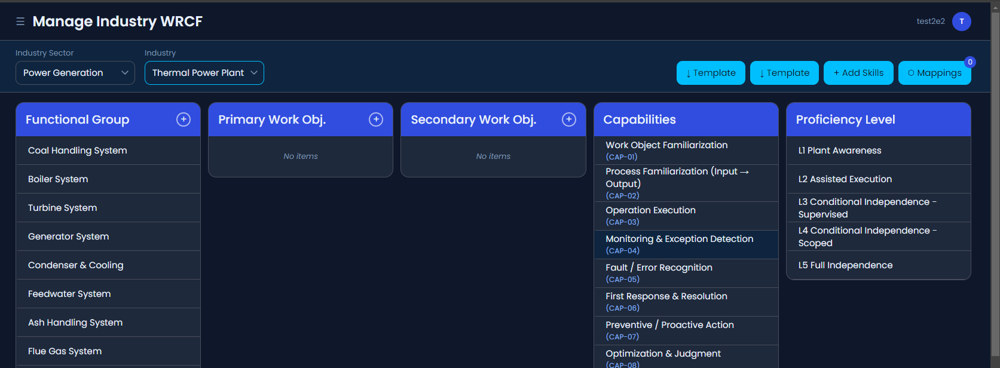 ☰ Manage Industry WRCF
test2e2
T
Industry Sector
Industry
Power Generation
Thermal Power Plant
↓ Template
↓ Template
+ Add Skills
⬡ Mappings
0
Functional Group
+
Coal Handling System
Boiler System
Turbine System
Generator System
Condenser & Cooling
Feedwater System
Ash Handling System
Flue Gas System
Primary Work Obj.
+
No items
Secondary Work Obj.
+
No items
Capabilities
Work Object Familiarization
(CAP-01)
Process Familiarization (Input →
Output)
(CAP-02)
Operation Execution
(CAP-03)
Monitoring & Exception Detection
(CAP-04)
Fault / Error Recognition
(CAP-05)
First Response & Resolution
(CAP-06)
Preventive / Proactive Action
(CAP-07)
Optimization & Judgment
(CAP-08)
Proficiency Level
L1 Plant Awareness
L2 Assisted Execution
L3 Conditional Independence -
Supervised
L4 Conditional Independence -
Scoped
L5 Full Independence